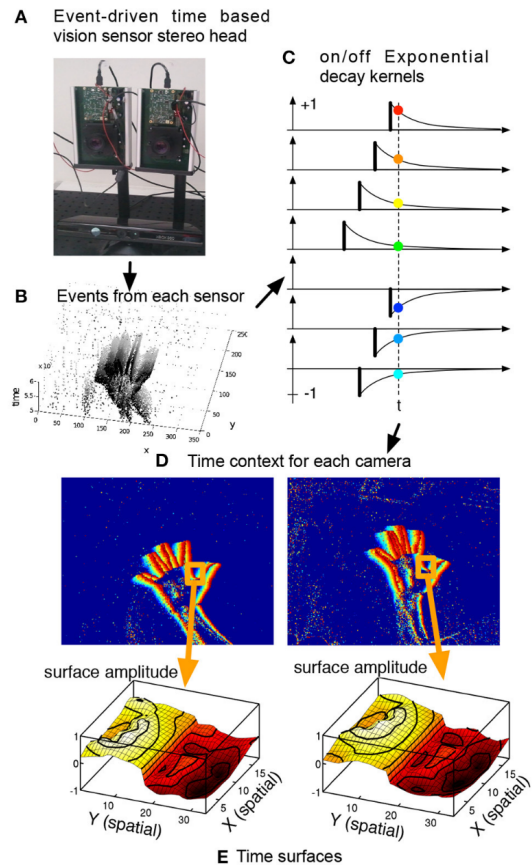 A Event-driven time based
vision sensor stereo head
B Events from each sensor
x10
time
6
5
0 50 100 150 200 250 300 350
x
0
50
100
150
200
25
y
C on/off Exponential
decay kernels
+1
-1
t
D Time context for each camera
surface amplitude
1
0
-1
10 20 30
Y (spatial)
5 10 15
X (spatial)
surface amplitude
1
0
-1
10 20 30
Y (spatial)
5 10 15
X (spatial)
E Time surfaces